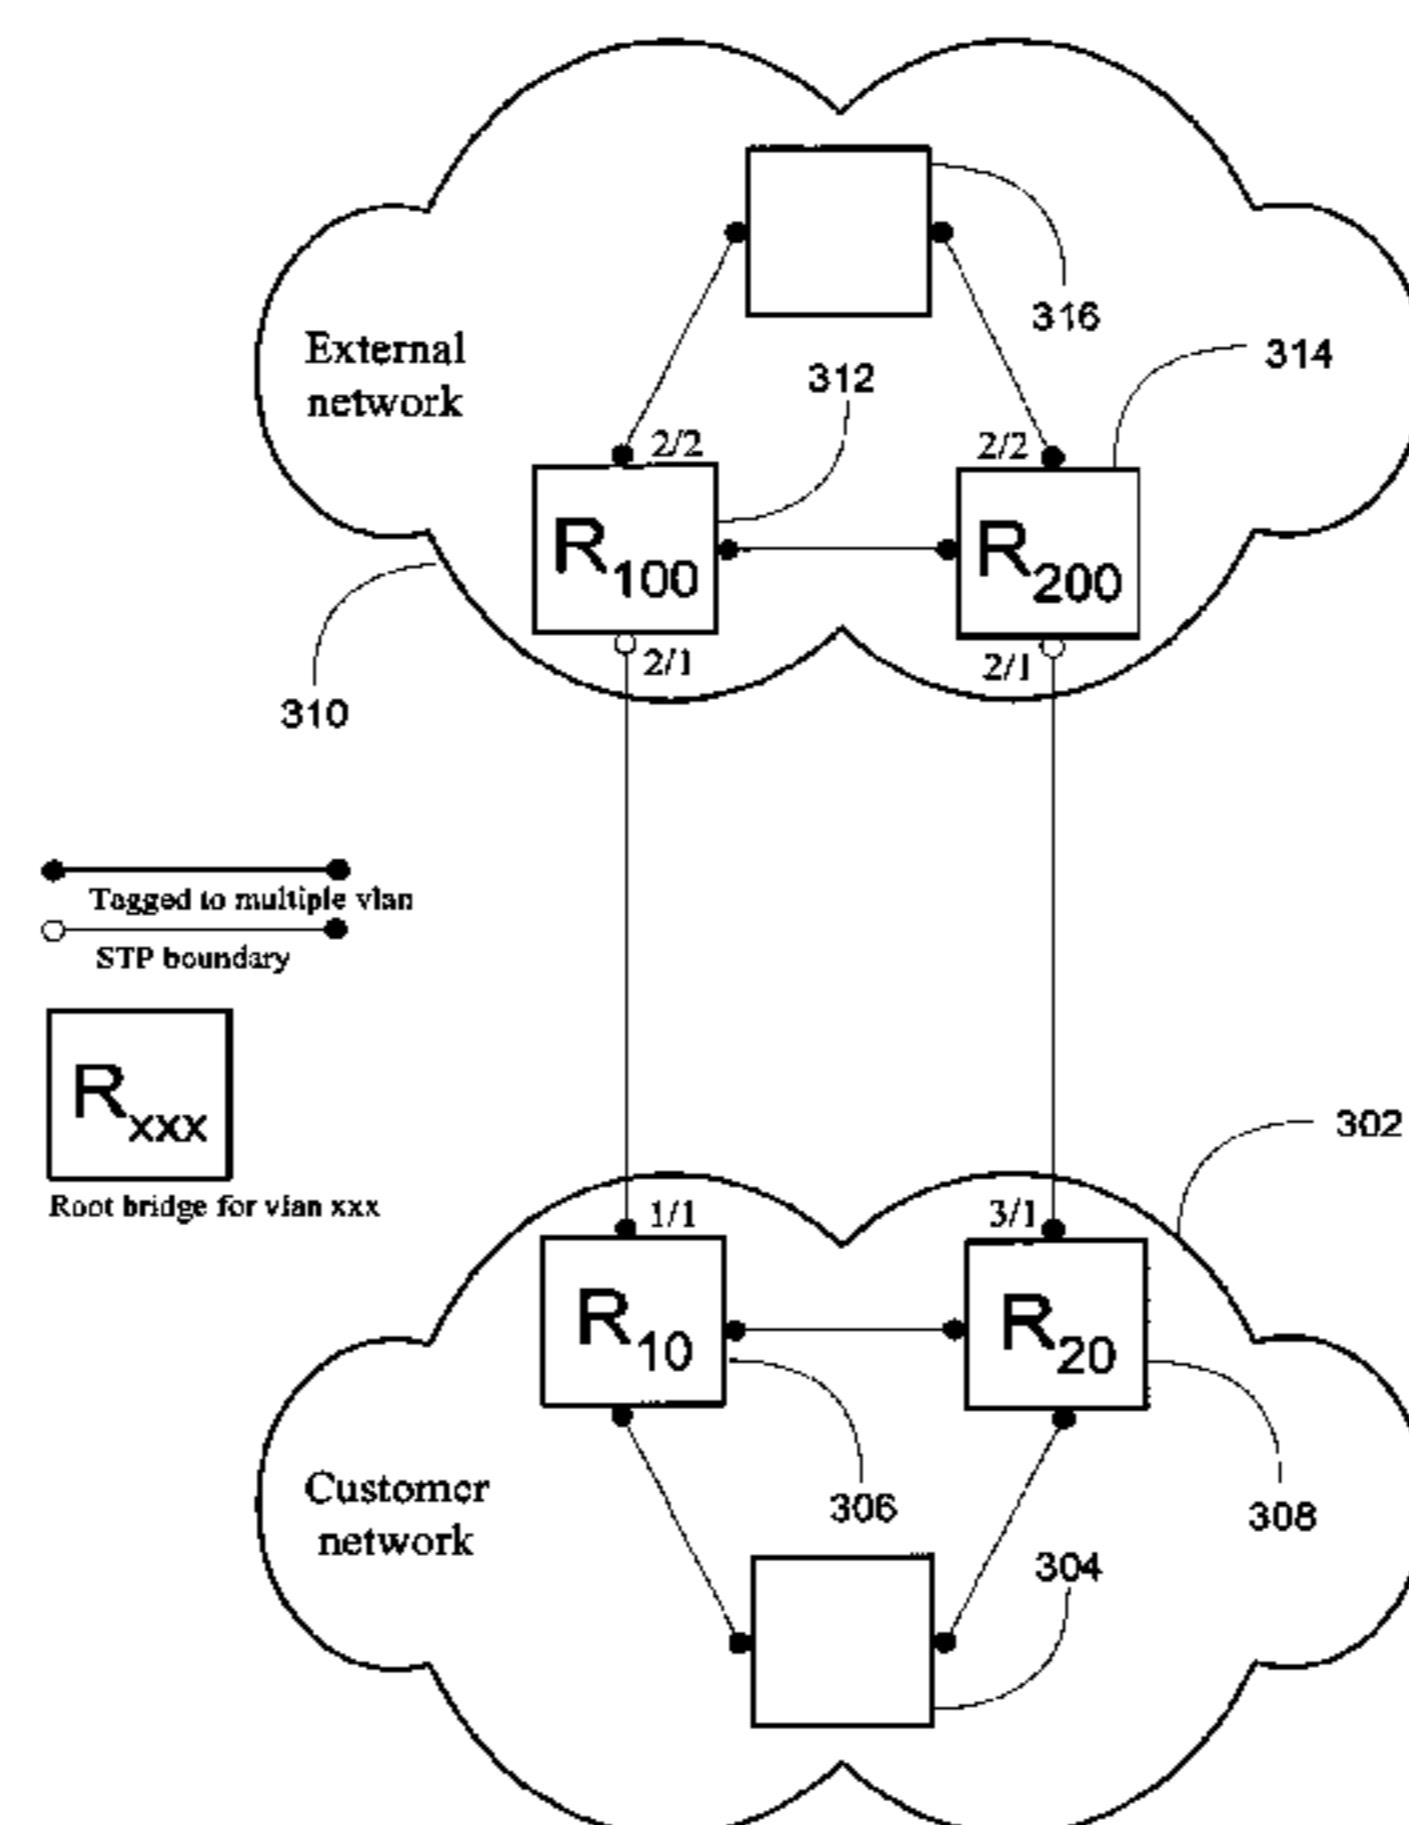 316
External
network
312
314
2/2
2/2
R100
R200
2/1
2/1
310
Tagged to multiple vlan
STP boundary
Rxxx
Root bridge for vlan xxx
302
1/1
3/1
R10
R20
Customer
network
306
308
304